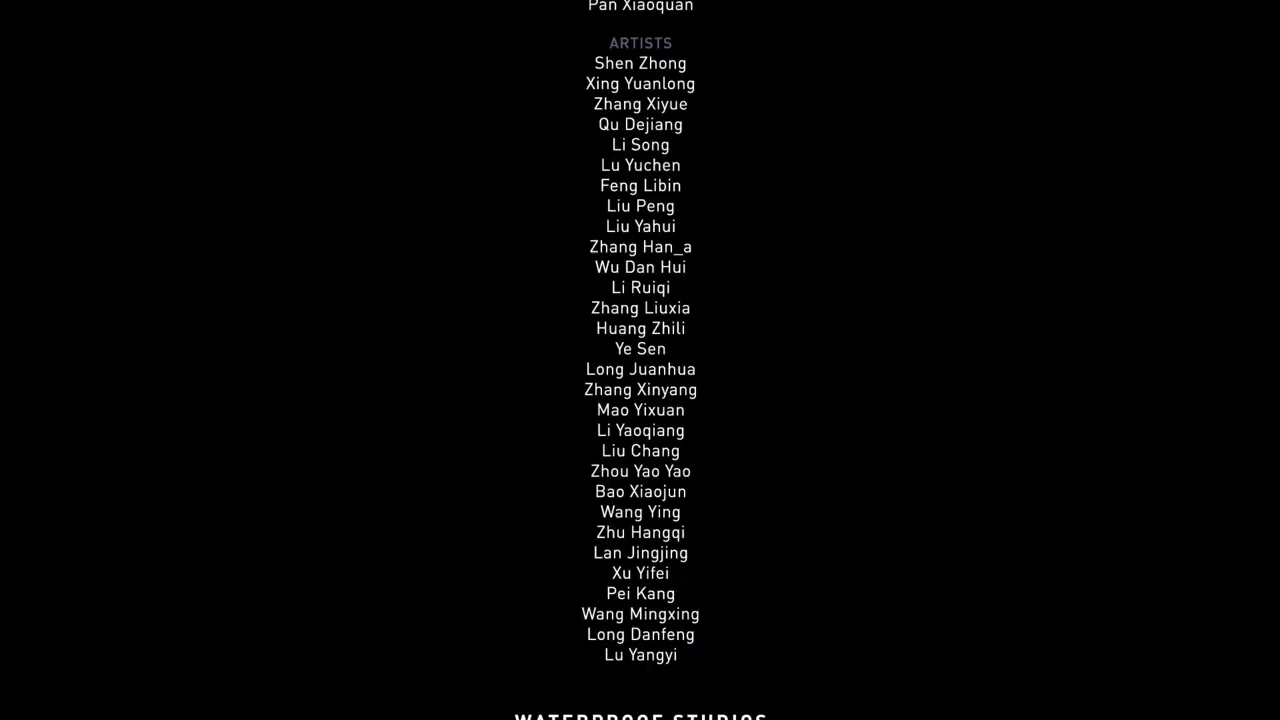 Pan Xiaoquan
ARTISTS
Shen Zhong
Xing Yuanlong
Zhang Xiyue
Qu Dejiang
Li Song
Lu Yuchen
Feng Libin
Liu Peng
Liu Yahui
Zhang Han_a
Wu Dan Hui
Li Ruiqi
Zhang Liuxia
Huang Zhili
Ye Sen
Long Juanhua
Zhang Xinyang
Mao Yixuan
Li Yaoqiang
Liu Chang
Zhou Yao Yao
Bao Xiaojun
Wang Ying
Zhu Hangqi
Lan Jingjing
Xu Yifei
Pei Kang
Wang Mingxing
Long Danfeng
Lu Yangyi
WATERPROOF STUDIOS